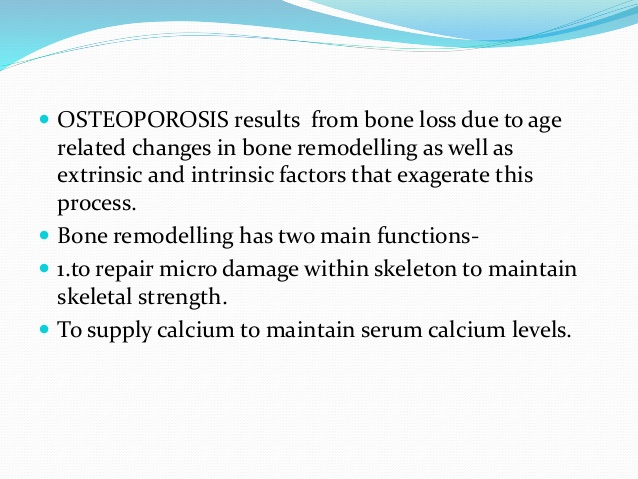 • OSTEOPOROSIS results  from bone loss due to age
related changes in bone remodelling as well as
extrinsic and intrinsic factors that exagerate this
process.
• Bone remodelling has two main functions-
• 1.to repair micro damage within skeleton to maintain
skeletal strength.
• To supply calcium to maintain serum calcium levels.